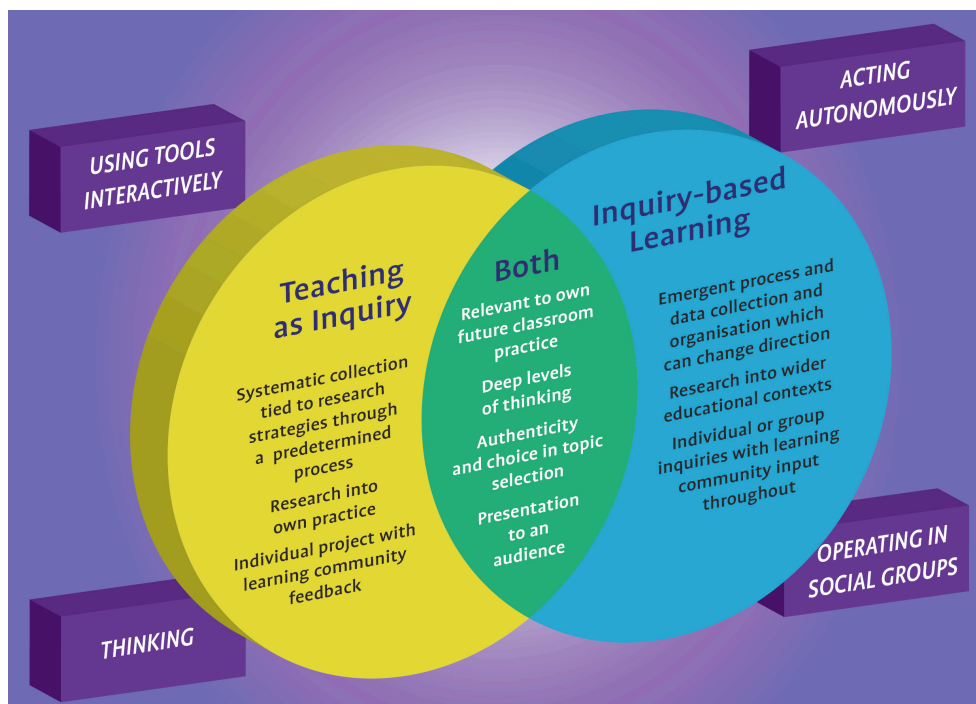 USING TOOLS
INTERACTIVELY
ACTING
AUTONOMOUSLY
Teaching
as Inquiry
Systematic collection
tied to research
strategies through
a predetermined
process
Research into
own practice
Individual project with
learning community
feedback
Both
Relevant to own
future classroom
practice
Deep levels
of thinking
Authenticity
and choice in topic
selection
Presentation
to an
audience
Inquiry-based
Learning
Emergent process and
data collection and
organisation which
can change direction
Research into wider
educational contexts
Individual or group
inquiries with learning
community input
throughout
THINKING
OPERATING IN
SOCIAL GROUPS